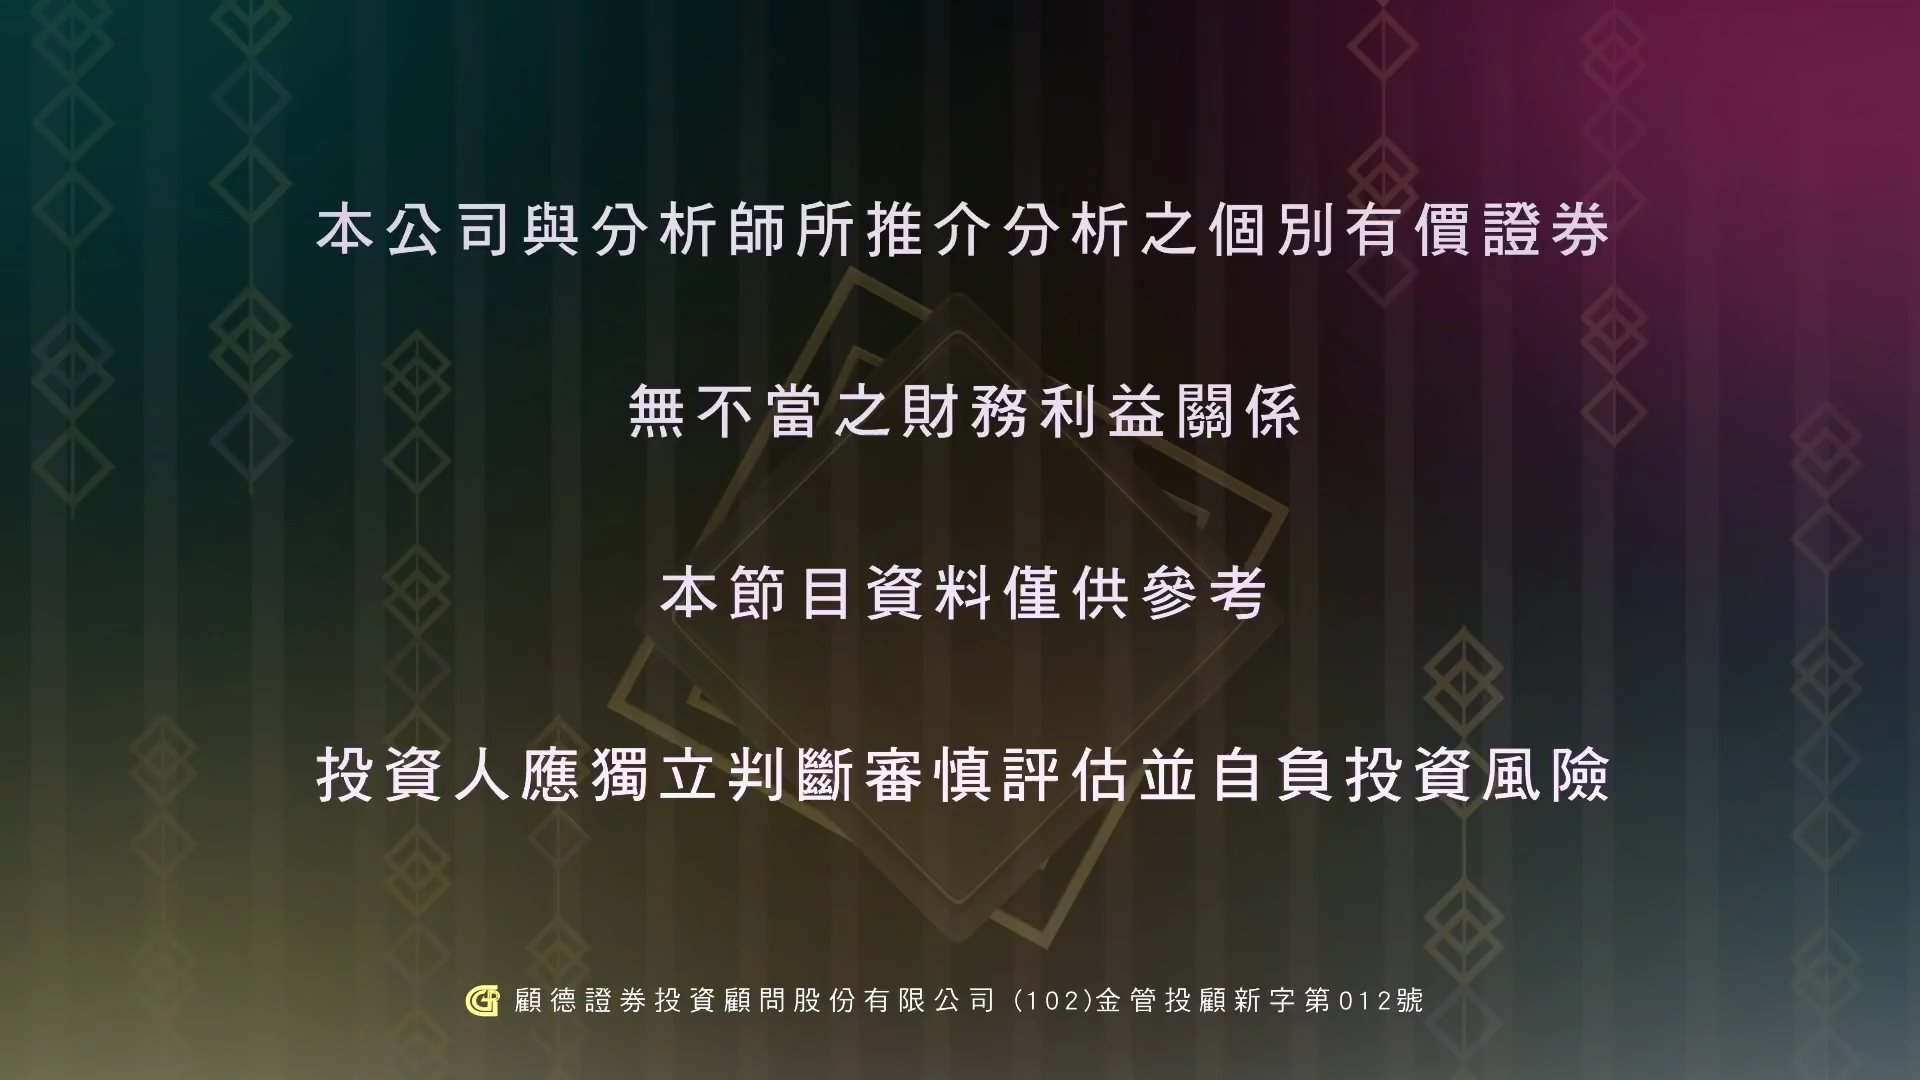 本公司與分析師所推介分析之個別有價證券
無不當之財務利益關係
本節目資料僅供參考
投資人應獨立判斷審慎評估並自負投資風險
顧德證券投資顧問股份有限公司 (102)金管投顧新字第012號